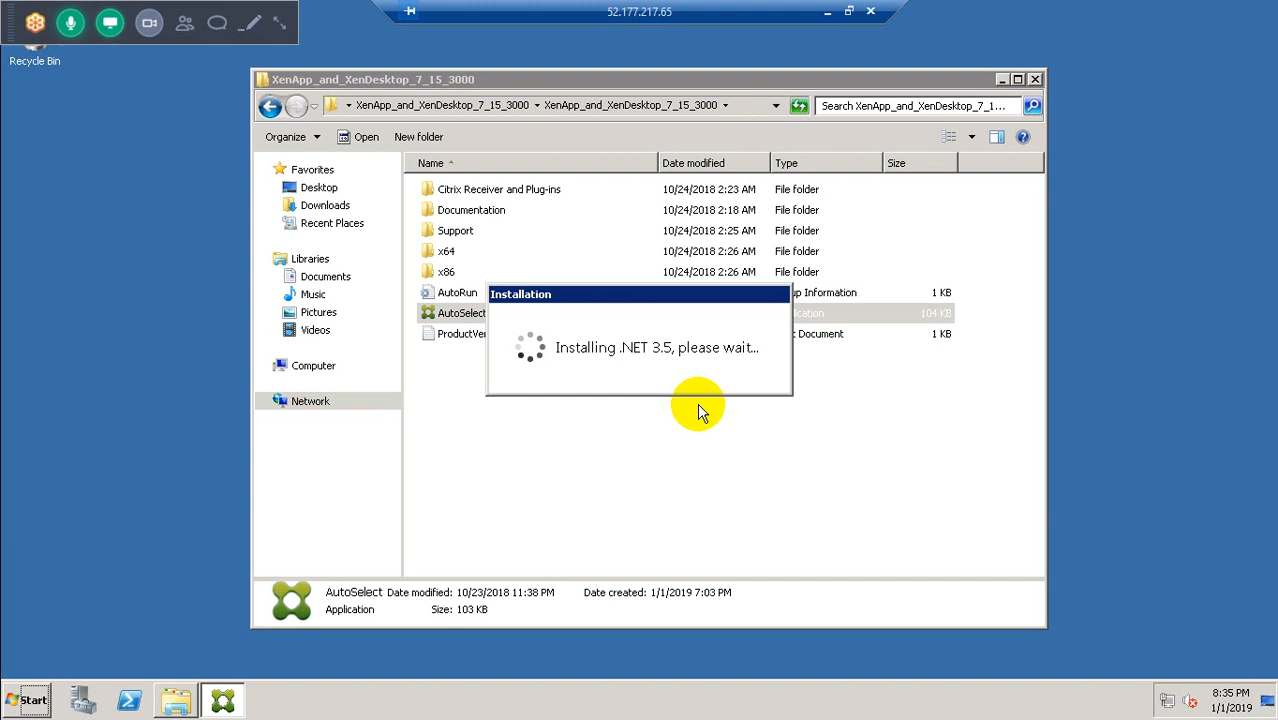 52.177.217.65
Recycle Bin
XenApp_and_XenDesktop_7_15_3000
XenApp_and_XenDesktop_7_15_3000 XenApp_and_XenDesktop_7_15_3000 Search XenApp_and_XenDesktop_7_1...
Organize Open New folder
Name Date modified Type Size
Favorites
Desktop
Downloads
Recent Places
Libraries
Documents
Music
Pictures
Videos
Computer
Network
Citrix Receiver and Plug-ins 10/24/2018 2:23 AM File folder
Documentation 10/24/2018 2:18 AM File folder
Support 10/24/2018 2:25 AM File folder
x64 10/24/2018 2:26 AM File folder
x86 10/24/2018 2:26 AM File folder
AutoRun up Information 1 KB
AutoSelect lication 104 KB
ProductVer t Document 1 KB
Installation
Installing .NET 3.5, please wait...
AutoSelect Date modified: 10/23/2018 11:38 PM Date created: 1/1/2019 7:03 PM
Application Size: 103 KB
Start
8:35 PM
1/1/2019